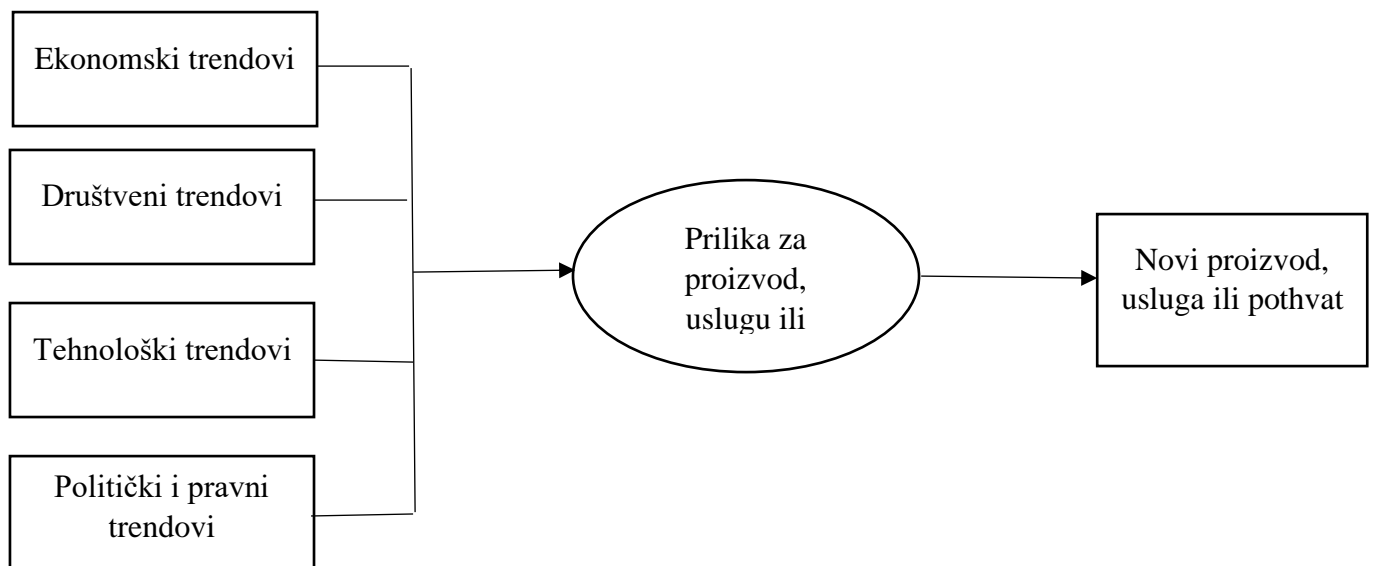 Ekonomski trendovi
Društveni trendovi
Tehnološki trendovi
Politički i pravni
trendovi
Prilika za
proizvod,
uslugu ili
Novi proizvod,
usluga ili pothvat